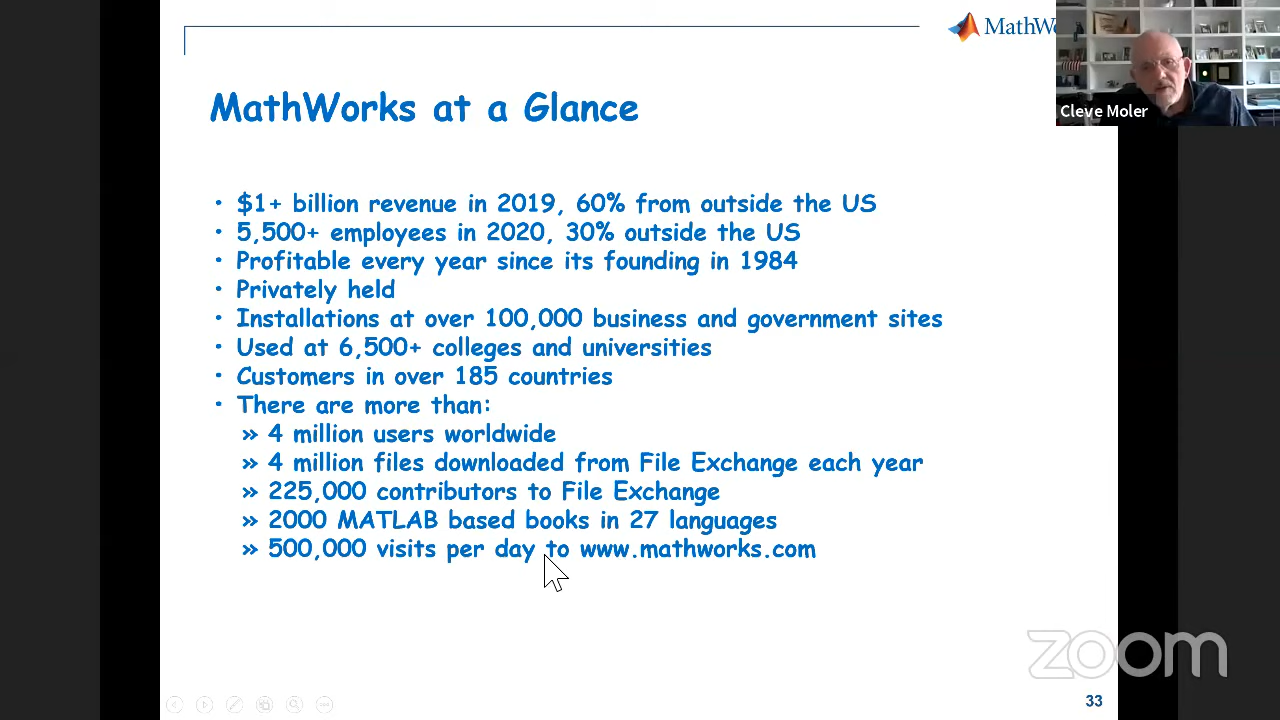 MathWo
Cleve Moler
MathWorks at a Glance
• $1+ billion revenue in 2019, 60% from outside the US
• 5,500+ employees in 2020, 30% outside the US
• Profitable every year since its founding in 1984
• Privately held
• Installations at over 100,000 business and government sites
• Used at 6,500+ colleges and universities
• Customers in over 185 countries
• There are more than:
» 4 million users worldwide
» 4 million files downloaded from File Exchange each year
» 225,000 contributors to File Exchange
» 2000 MATLAB based books in 27 languages
» 500,000 visits per day to www.mathworks.com
zoom
33